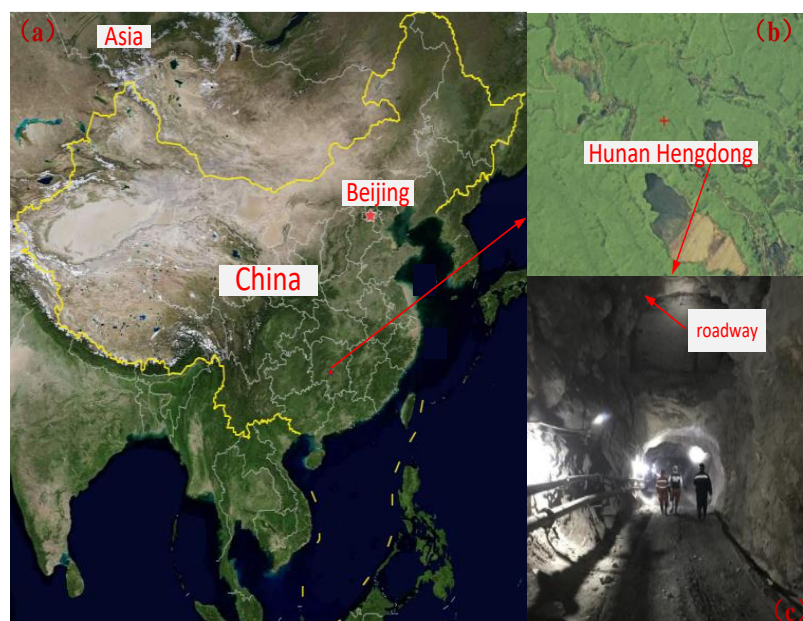 (a)
Asia
Beijing
China
(b)
Hunan Hengdong
roadway
(c)